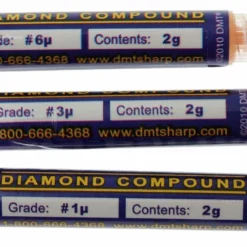 DIAMOND COMPOUND
Grade: #6µ Contents: 2g
800-666-4368 www.dmtsharp.com
©2010 DMT
Grade: #3µ Contents: 2g
800-666-4368 www.dmtsharp.com
©2010
DIAMOND COMPOUND
Grade: #1µ Contents: 2g